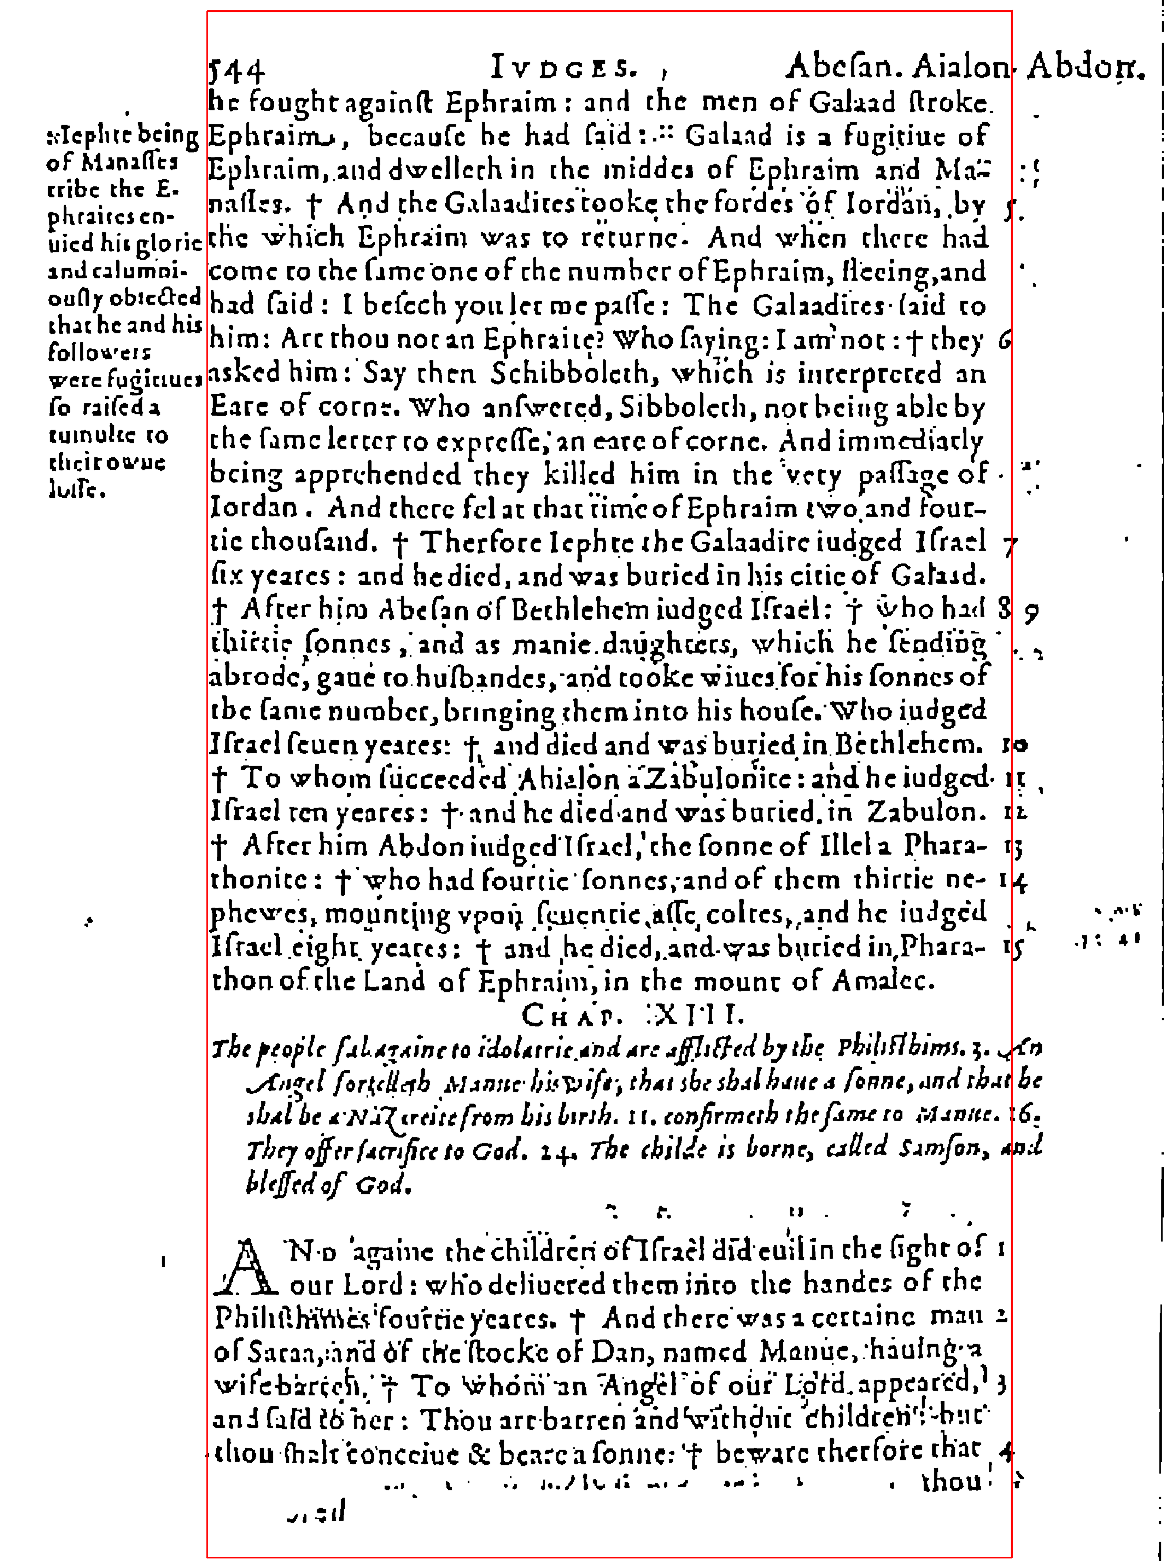 544 IVDGES. Abeſan. Aialon. Abdon.
he fought againſt Ephraim: and the men of Galaad ſtroke
Ephraim, becauſe he had ſaid: :: Galaad is a fugitiue of
Ephraim, and dwelleth in the middes of Ephraim and Ma-
naſſes. † And the Galaadites tooke the fordes of Iordan, by 5
the which Ephraim was to returne. And when there had
come to the ſame one of the number of Ephraim, fleeing, and
had ſaid: I beſech you let me paſſe: The Galaadites ſaid to
him: Art thou not an Ephraite? Who ſaying: I am not: † they 6
asked him: Say then Schibboleth, which is interpreted an
Eare of corne. Who anſwered, Sibboleth, not being able by
the ſame letter to expreſſe, an eare of corne. And immediatly
being apprehended they killed him in the very paſſage of
Iordan. And there fel at that time of Ephraim two and four-
tie thouſand. † Therfore Iephte the Galaadite iudged Iſrael 7
ſix yeares: and he died, and was buried in his citie of Galaad.
† After him Abeſan of Bethlehem iudged Iſrael: † who had 8 9
thirtie ſonnes, and as manie daughters, which he ſending
abrode, gaue to huſbandes, and tooke wiues for his ſonnes of
the ſame number, bringing them into his houſe. Who iudged
Iſrael ſeuen yeares: † and died and was buried in Bethlehem. 10
† To whom ſucceeded Ahialon a Zabulonite: and he iudged 11
Iſrael ten yeares: † and he died and was buried in Zabulon. 12
† After him Abdon iudged Iſrael, the ſonne of Illel a Phara- 13
thonite: † who had fourtie ſonnes, and of them thirtie ne- 14
phewes, mounting vpon ſeuentie aſſe coltes, and he iudged
Iſrael eight yeares: † and he died, and was buried in Phara- 15
thon of the Land of Ephraim, in the mount of Amalec.
:: Iephte being
of Manaſſes
tribe the E-
phraites en-
uied his glorie
and calumni-
ouſly obiected
that he and his
followers
were fugitiues
ſo raiſed a
tumulte to
their owne
loſſe.
CHAP. XIII.
The people fal againe to idolatrie and are afflicted by the Philiſthims. 3. An
Angel fortelleth Manue his wife, that she shal haue a ſonne, and that he
shal be a Nazareite from his birth. 11. confirmeth the ſame to Manue. 16.
They offer ſacrifice to God. 24. The childe is borne, called Samſon, and
bleſſed of God.
AND againe the children of Iſrael did euil in the ſight of 1
our Lord: who deliuered them into the handes of the
Philiſthiimes fourtie yeares. † And there was a certaine man 2
of Saraa, and of the ſtocke of Dan, named Manue, hauing a
wife barren, † To whom an Angel of our Lord appeared, 3
and ſaid to her: Thou art barren and without children: but
thou ſhalt conceiue & beare a ſonne: † beware therfore that 4
thou